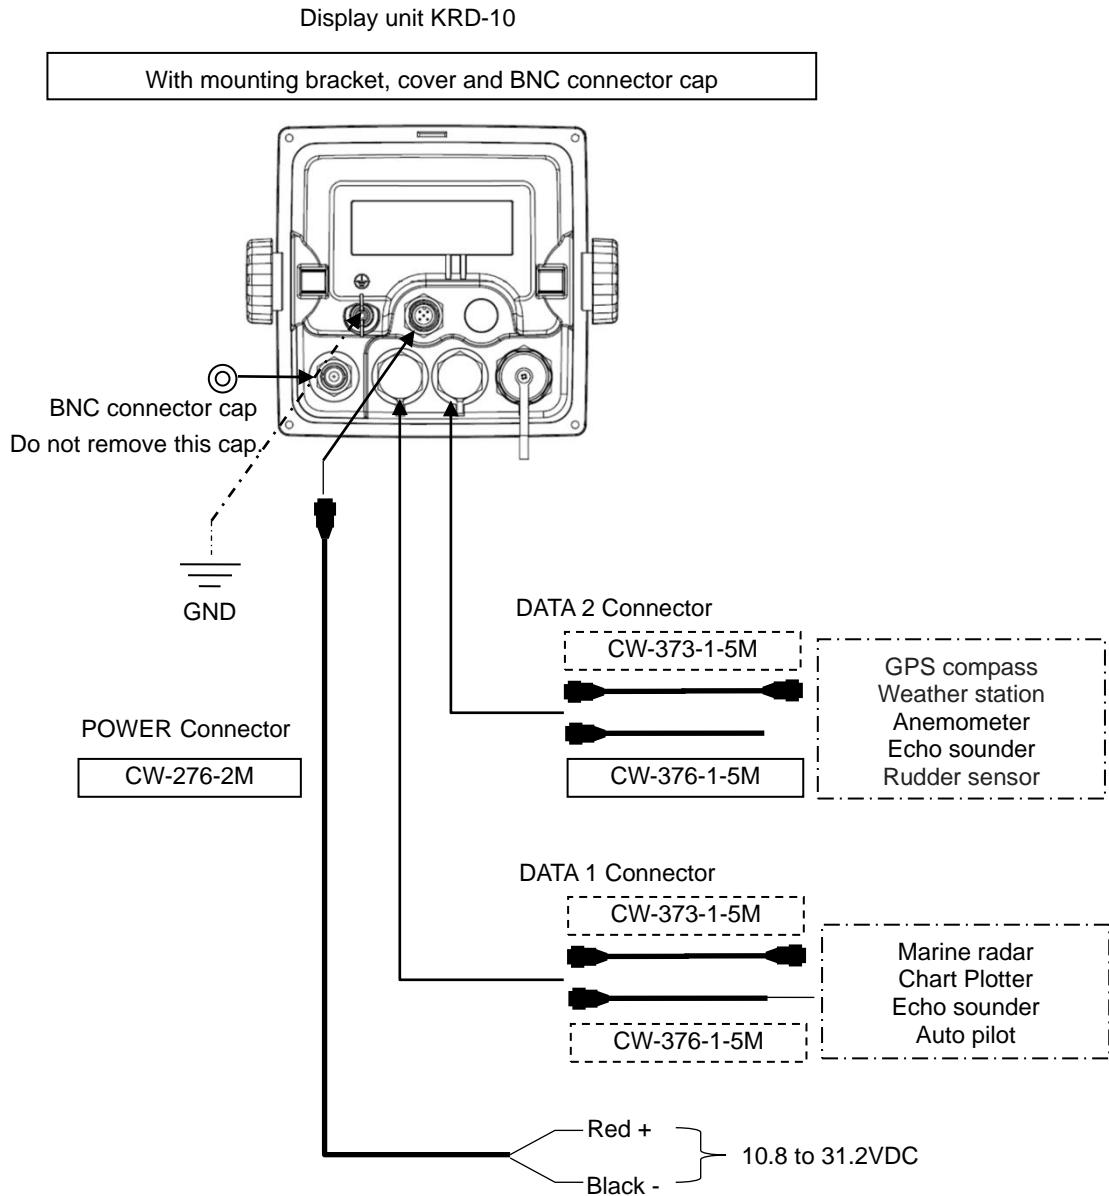 Display unit KRD-10
With mounting bracket, cover and BNC connector cap
BNC connector cap
Do not remove this cap.
GND
DATA 2 Connector
CW-373-1-5M
CW-376-1-5M
GPS compass
Weather station
Anemometer
Echo sounder
Rudder sensor
POWER Connector
CW-276-2M
DATA 1 Connector
CW-373-1-5M
CW-376-1-5M
Marine radar
Chart Plotter
Echo sounder
Auto pilot
Red +
10.8 to 31.2VDC
Black -